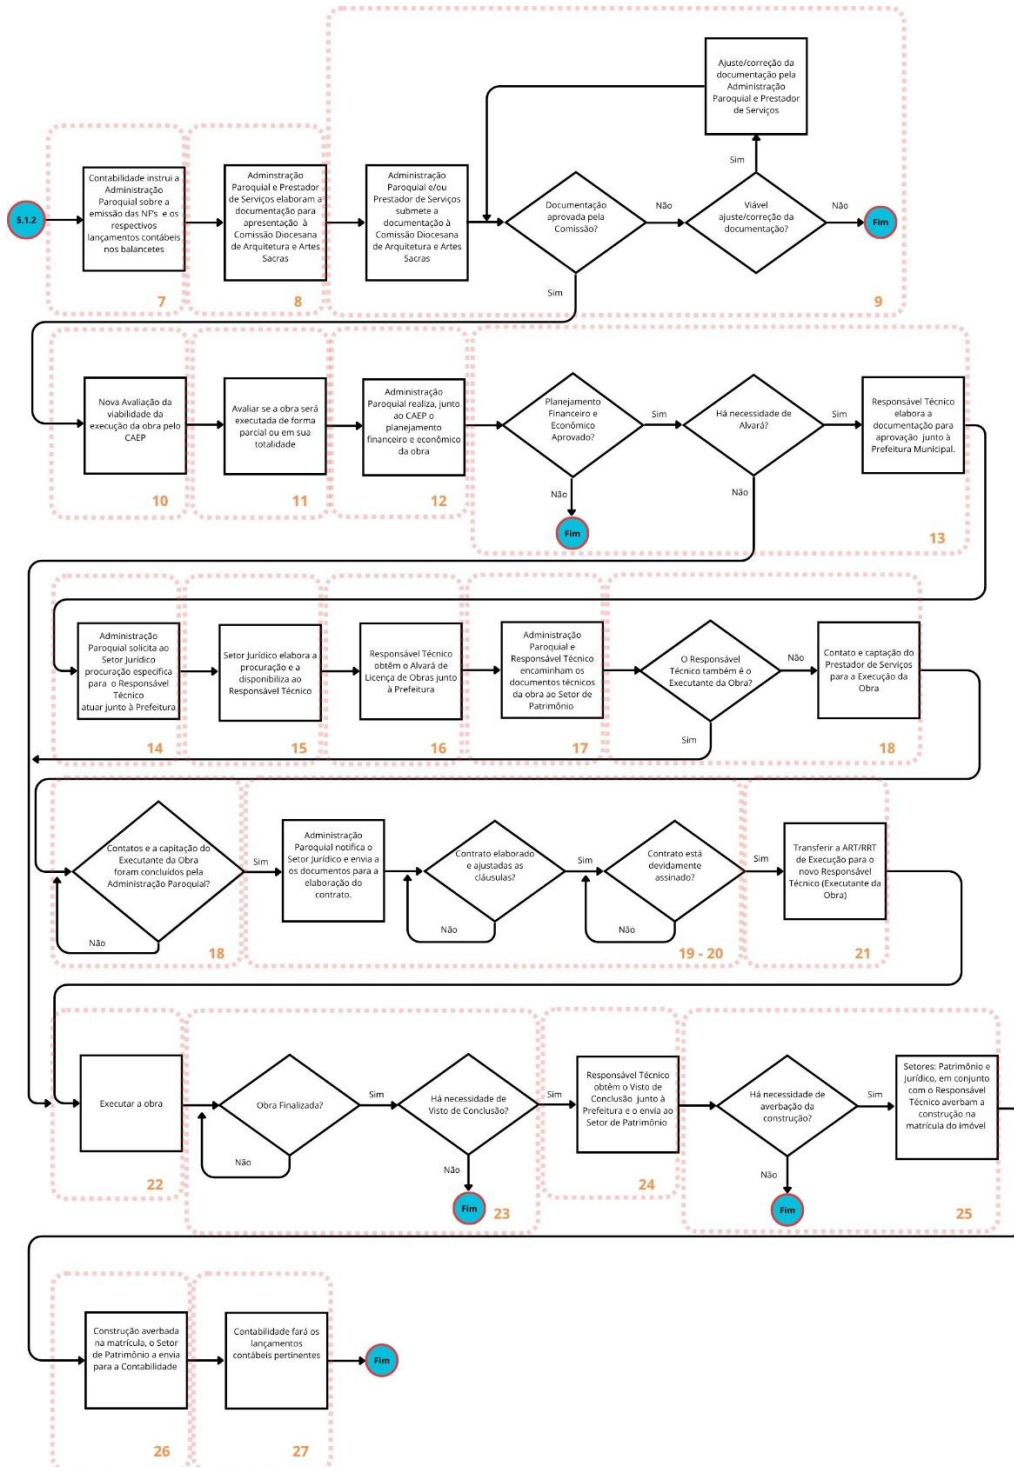 Ajuste/correção da
documentação pela
Administração
Paroquial e Prestador
de Serviços
Sim
5.1.2
Contabilidade instrui a
Administração
Paroquial sobre a
emissão das NF's e os
respectivos
lançamentos contábeis
nos balancetes
7
Adminstração
Paroquial e Prestador
de Serviços elaboram a
documentação para
apresentação à
Comissão Diocesana
de Arquitetura e Artes
Sacras
8
Adminstração
Paroquial e/ou
Prestador de Serviços
submete a
documentação à
Comissão Diocesana
de Arquitetura e Artes
Sacras
Documentação
aprovada pela
Comissão?
Não
Viável
ajuste/correção da
documentação?
Não
Fim
Sim
9
Nova Avaliação da
viabilidade da
execução da obra pelo
CAEP
10
Avaliar se a obra será
executada de forma
parcial ou em sua
totalidade
11
Administração
Paroquial realiza, junto
ao CAEP o
planejamento
financeiro e econômico
da obra
12
Planejamento
Financeiro e
Econômico
Aprovado?
Sim
Não
Fim
Há necessidade de
Alvará?
Sim
Não
Responsável Técnico
elabora a
documentação para
aprovação junto à
Prefeitura Municipal.
13
Administração
Paroquial solicita ao
Setor Jurídico
procuração específica
para o Responsável
Técnico
atuar junto à Prefeitura
14
Setor Jurídico elabora a
procuração e a
disponibiliza ao
Responsável Técnico
15
Responsável Técnico
obtêm o Alvará de
Licença de Obras junto
à Prefeitura
16
Administração
Paroquial e
Responsável Técnico
encaminham os
documentos técnicos
da obra ao Setor de
Patrimônio
17
O Responsável
Técnico também é o
Executante da Obra?
Não
Sim
Contato e captação do
Prestador de Serviços
para a Execução da
Obra
18
Contatos e a capitação do
Executante da Obra
foram concluídos pela
Administração Paroquial?
Sim
Não
18
Administração
Paroquial notifica o
Setor Jurídico e envia a
os documentos para a
elaboração do
contrato.
Contrato elaborado
e ajustadas as
cláusulas?
Sim
Não
Contrato está
devidamente
assinado?
Sim
Não
19 - 20
Transferir a ART/RRT
de Execução para o
novo Responsável
Técnico (Executante da
Obra)
21
Executar a obra
22
Obra Finalizada?
Sim
Não
Há necessidade de
Visto de Conclusão?
Sim
Não
Fim
23
Responsável Técnico
obtêm o Visto de
Conclusão junto à
Prefeitura e o envia ao
Setor de Patrimônio
24
Há necessidade de
averbação da
construção?
Sim
Não
Fim
Setores: Patrimônio e
Jurídico, em conjunto
com o Responsável
Técnico averbam a
construção na
matrícula do imóvel
25
Construção averbada
na matrícula, o Setor
de Patrimônio a envia
para a Contabilidade
26
Contabilidade fará os
lançamentos
contábeis pertinentes
27
Fim